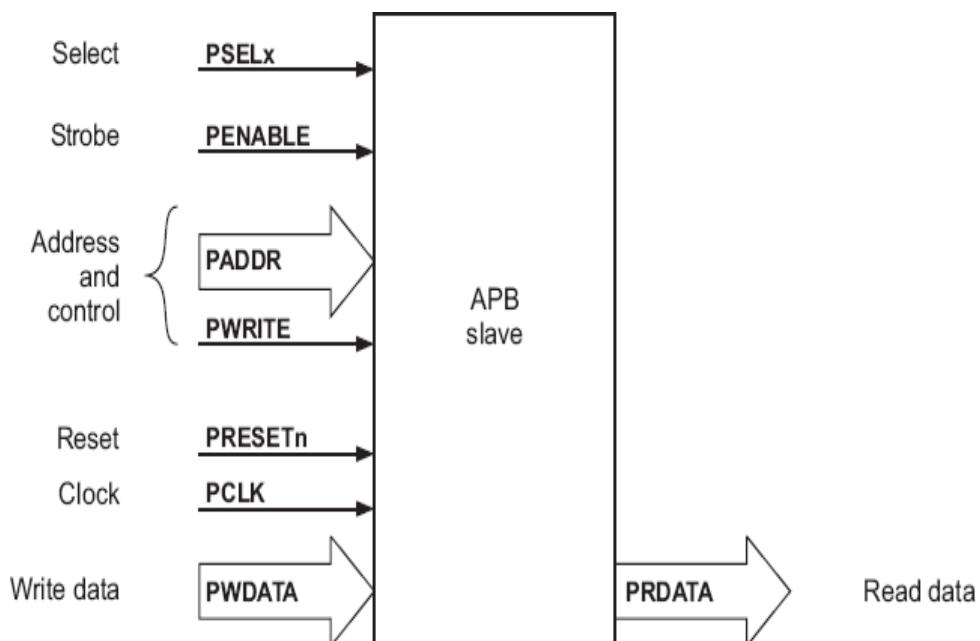 Select
PSELx
Strobe
PENABLE
Address
and
control
PADDR
PWRITE
APB
slave
Reset
PRESETn
Clock
PCLK
Write data
PWDATA
PRDATA
Read data